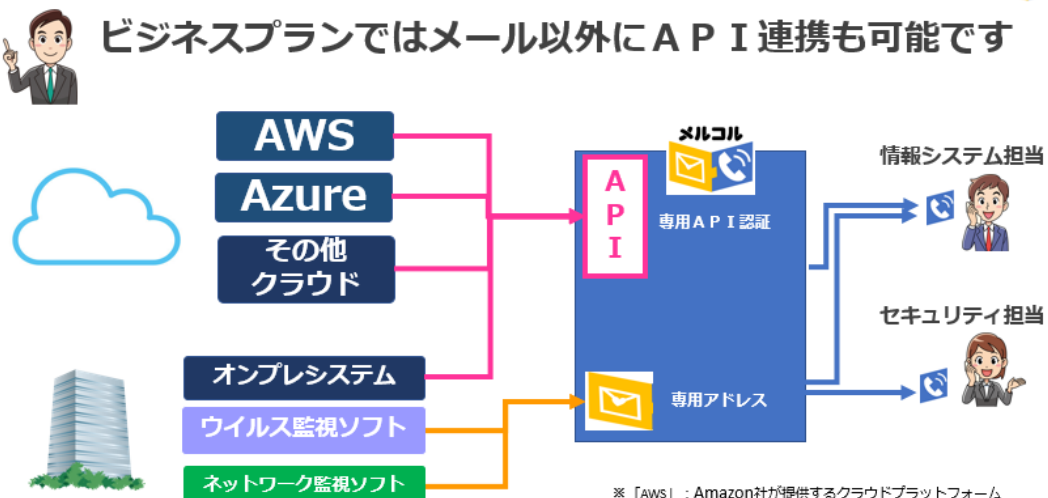 ビジネスプランではメール以外にＡＰＩ連携も可能です
AWS
Azure
その他
クラウド
オンプレシステム
ウイルス監視ソフト
ネットワーク監視ソフト
メルコル
A
P
I
専用ＡＰＩ認証
専用アドレス
情報システム担当
セキュリティ担当
※「AWS」：Amazon社が提供するクラウドプラットフォーム